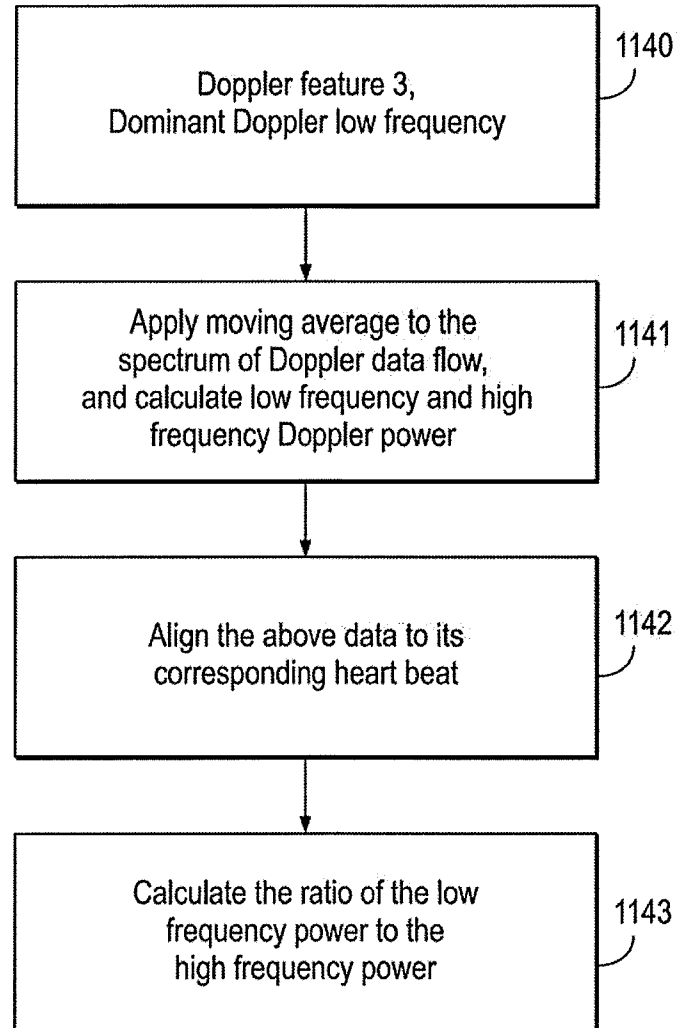 1140
Doppler feature 3,
Dominant Doppler low frequency
Apply moving average to the
spectrum of Doppler data flow,
and calculate low frequency and high
frequency Doppler power
1141
Align the above data to its
corresponding heart beat
1142
Calculate the ratio of the low
frequency power to the
high frequency power
1143